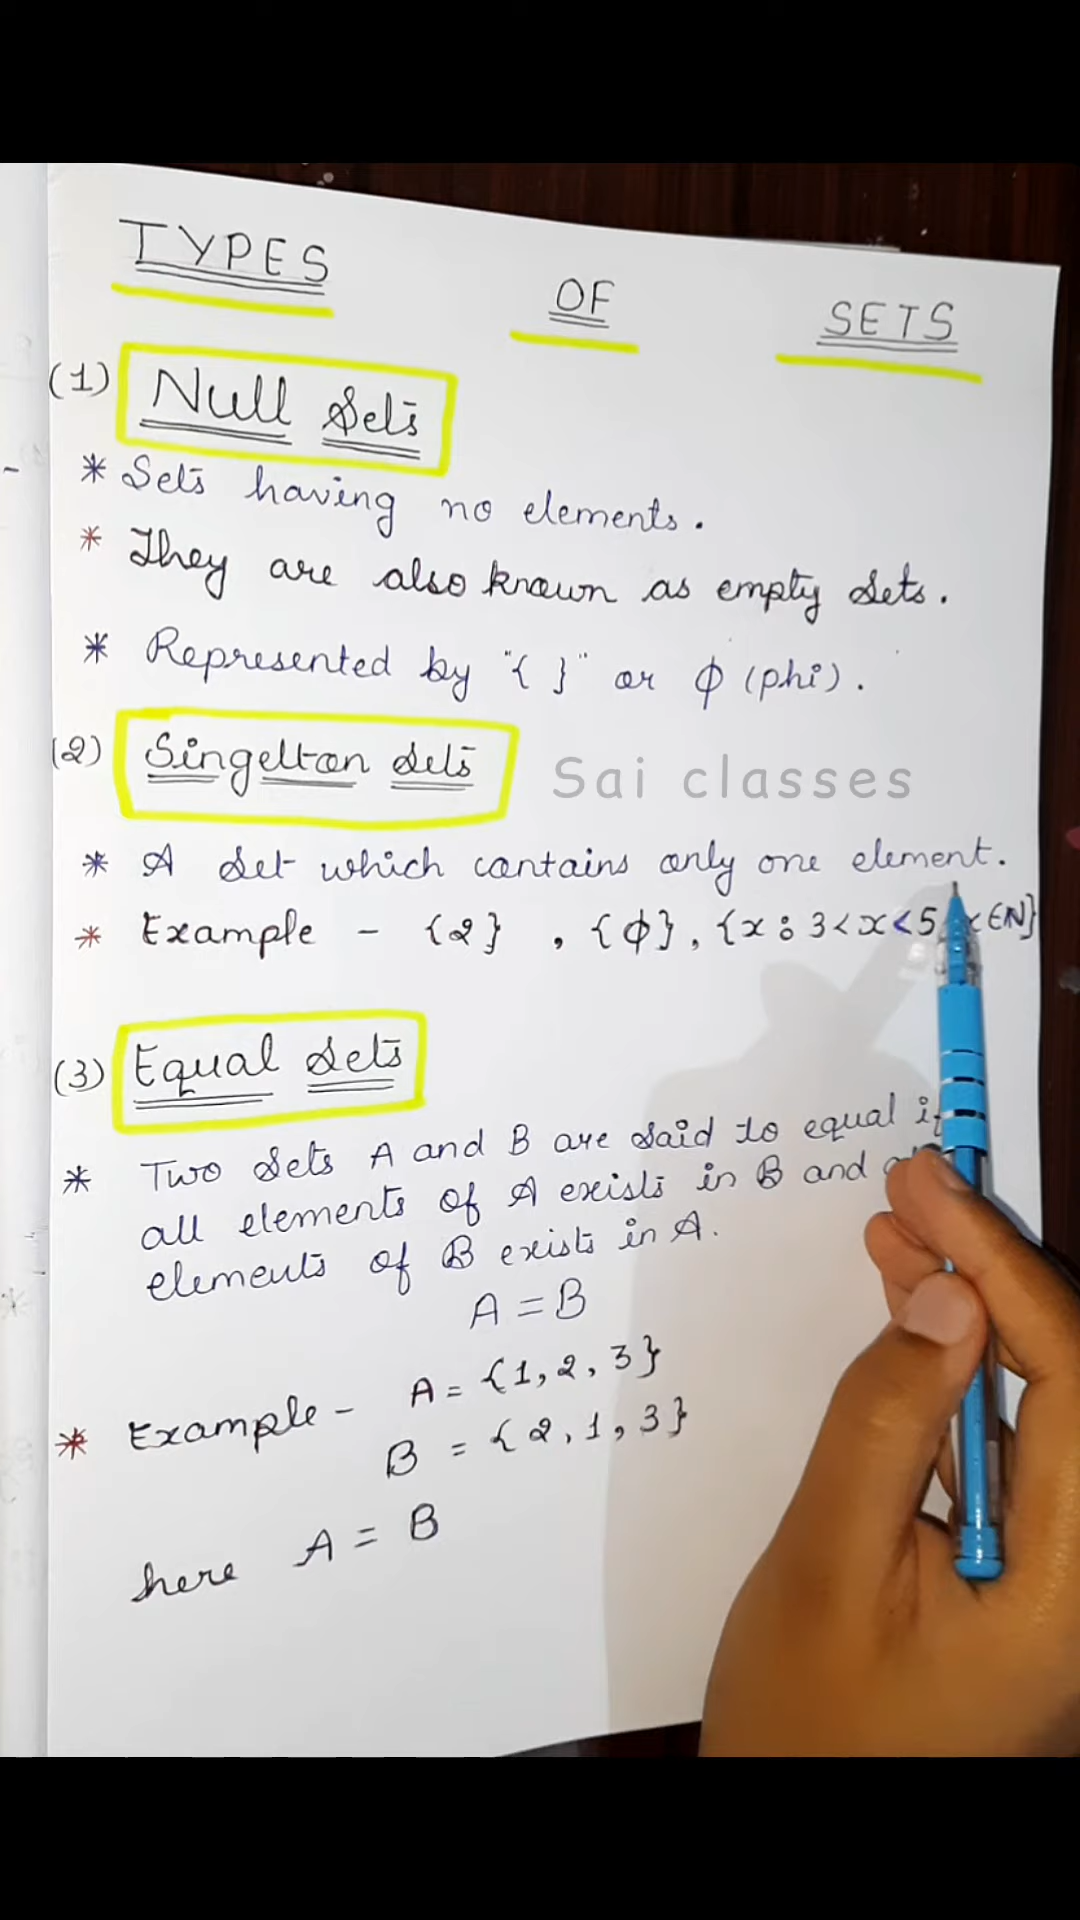 TYPES OF SETS
(1) Null Sets
* Sets having no elements.
* They are also known as empty sets.
* Represented by "{ }" or ϕ (phi).
(2) Singelton Sets
Sai classes
* A set which contains only one element.
* Example - {2} , {ϕ}, {x : 3 < x < 5 x ∈ N}
(3) Equal Sets
* Two sets A and B are said to equal if
all elements of A exists in B and
elements of B exists in A.
A = B
* Example - A = {1, 2, 3}
B = {2, 1, 3}
here A = B